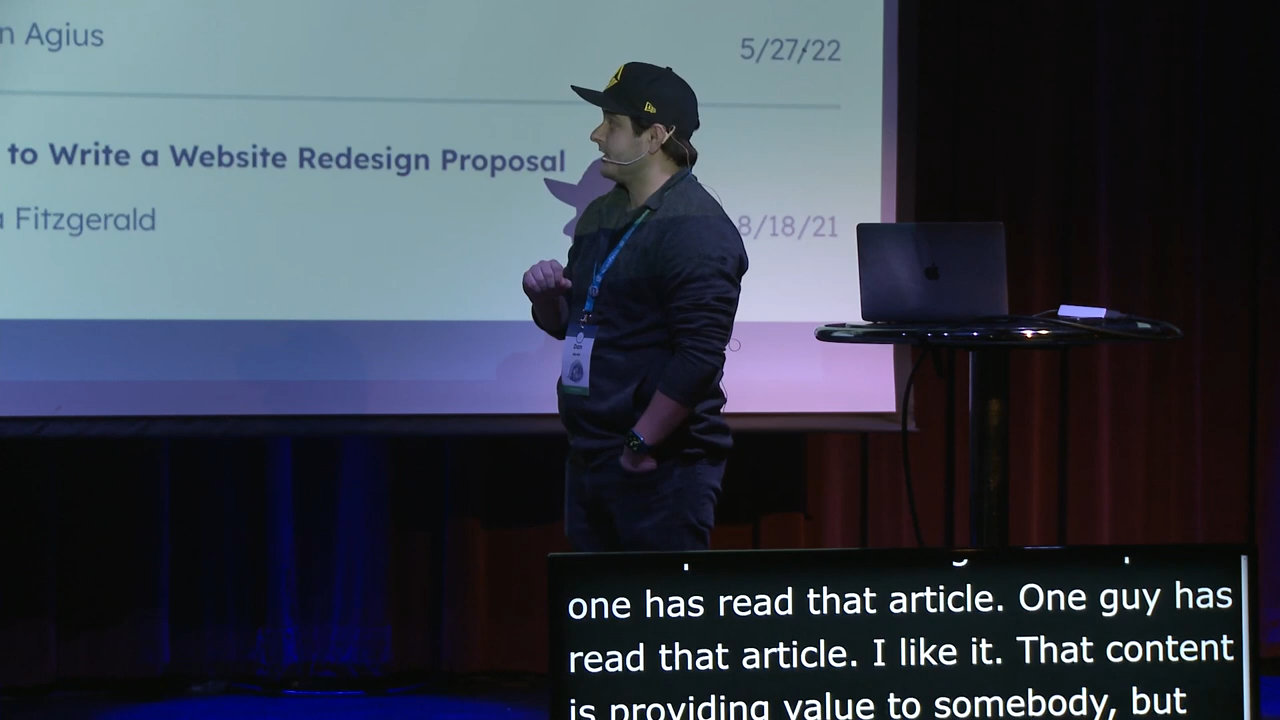 n Agius
5/27/22
to Write a Website Redesign Proposal
Fitzgerald
8/18/21
one has read that article. One guy has
read that article. I like it. That content
is providing value to somebody, but